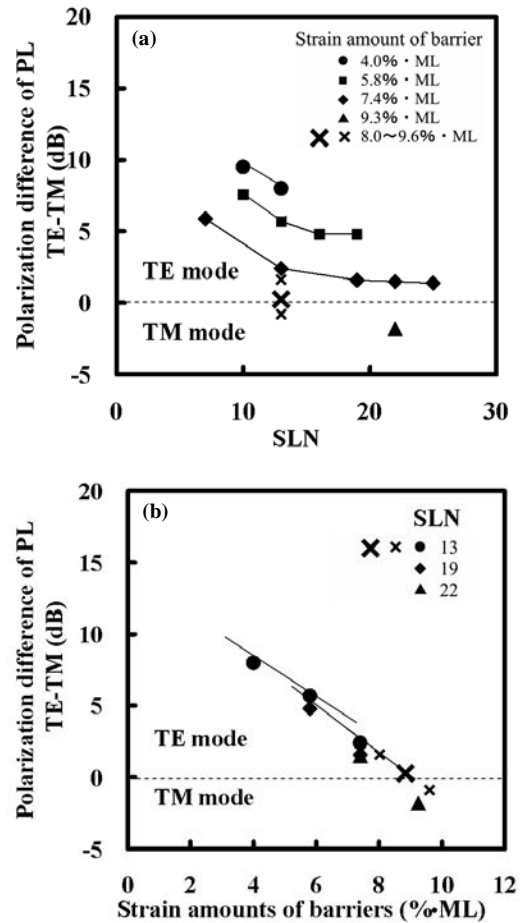 (a)
Strain amount of barrier
4.0%・ML
5.8%・ML
7.4%・ML
9.3%・ML
8.0～9.6%・ML
Polarization difference of PL
TE-TM (dB)
20
15
10
5
0
-5
TE mode
TM mode
0 10 20 30
SLN
(b)
SLN
13
19
22
Polarization difference of PL
TE-TM (dB)
20
15
10
5
0
-5
TE mode
TM mode
0 2 4 6 8 10 12
Strain amounts of barriers (%·ML)